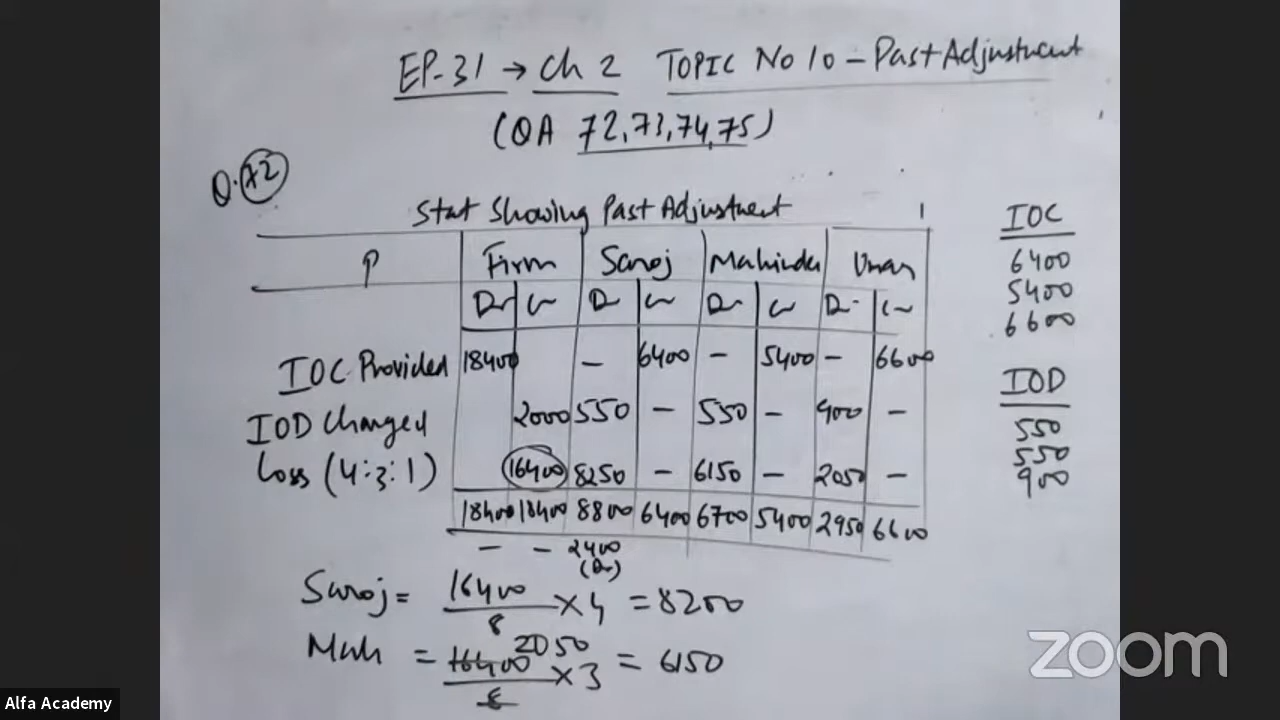 EP-31 → Ch 2 TOPIC No 10 - Past Adjustment
(QA 72,73,74,75)
Q.72
Stat Showing Past Adjustment
P Firm Saroj Mahinder Umar
Dr Cr Dr Cr Dr Cr Dr. Cr
IOC Provided 18400 - 6400 - 5400 - 6600
IOD Charged 2000 550 - 550 - 900 -
Loss (4:3:1) 16400 8250 - 6150 - 2050 -
18400 18400 8800 6400 6700 5400 2950 6600
- - 2400
(Dr)
Saroj = 16400/8 × 4 = 8200
Mah = 16400/8 2050 × 3 = 6150
IOC
6400
5400
6600
IOD
550
550
900
zoom
Alfa Academy